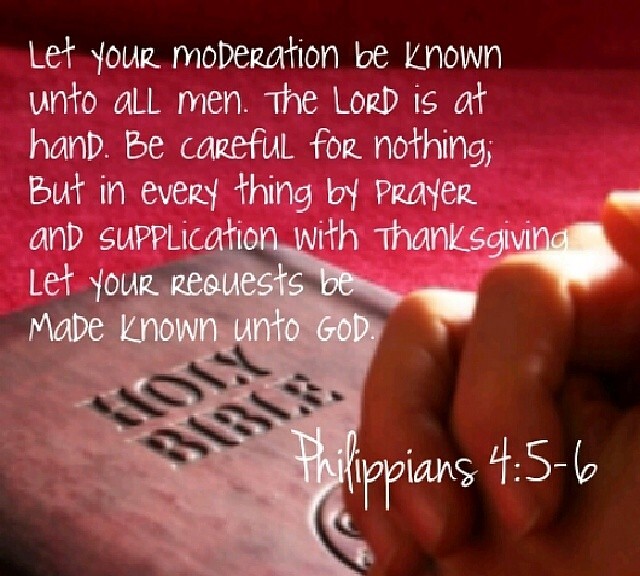 Let your moderation be known
unto all men. The Lord is at
hand. Be careful for nothing;
But in every thing by prayer
and supplication with thanksgiving
Let your requests be
made known unto God.
HOLY
BIBLE
Philippians 4:5-6